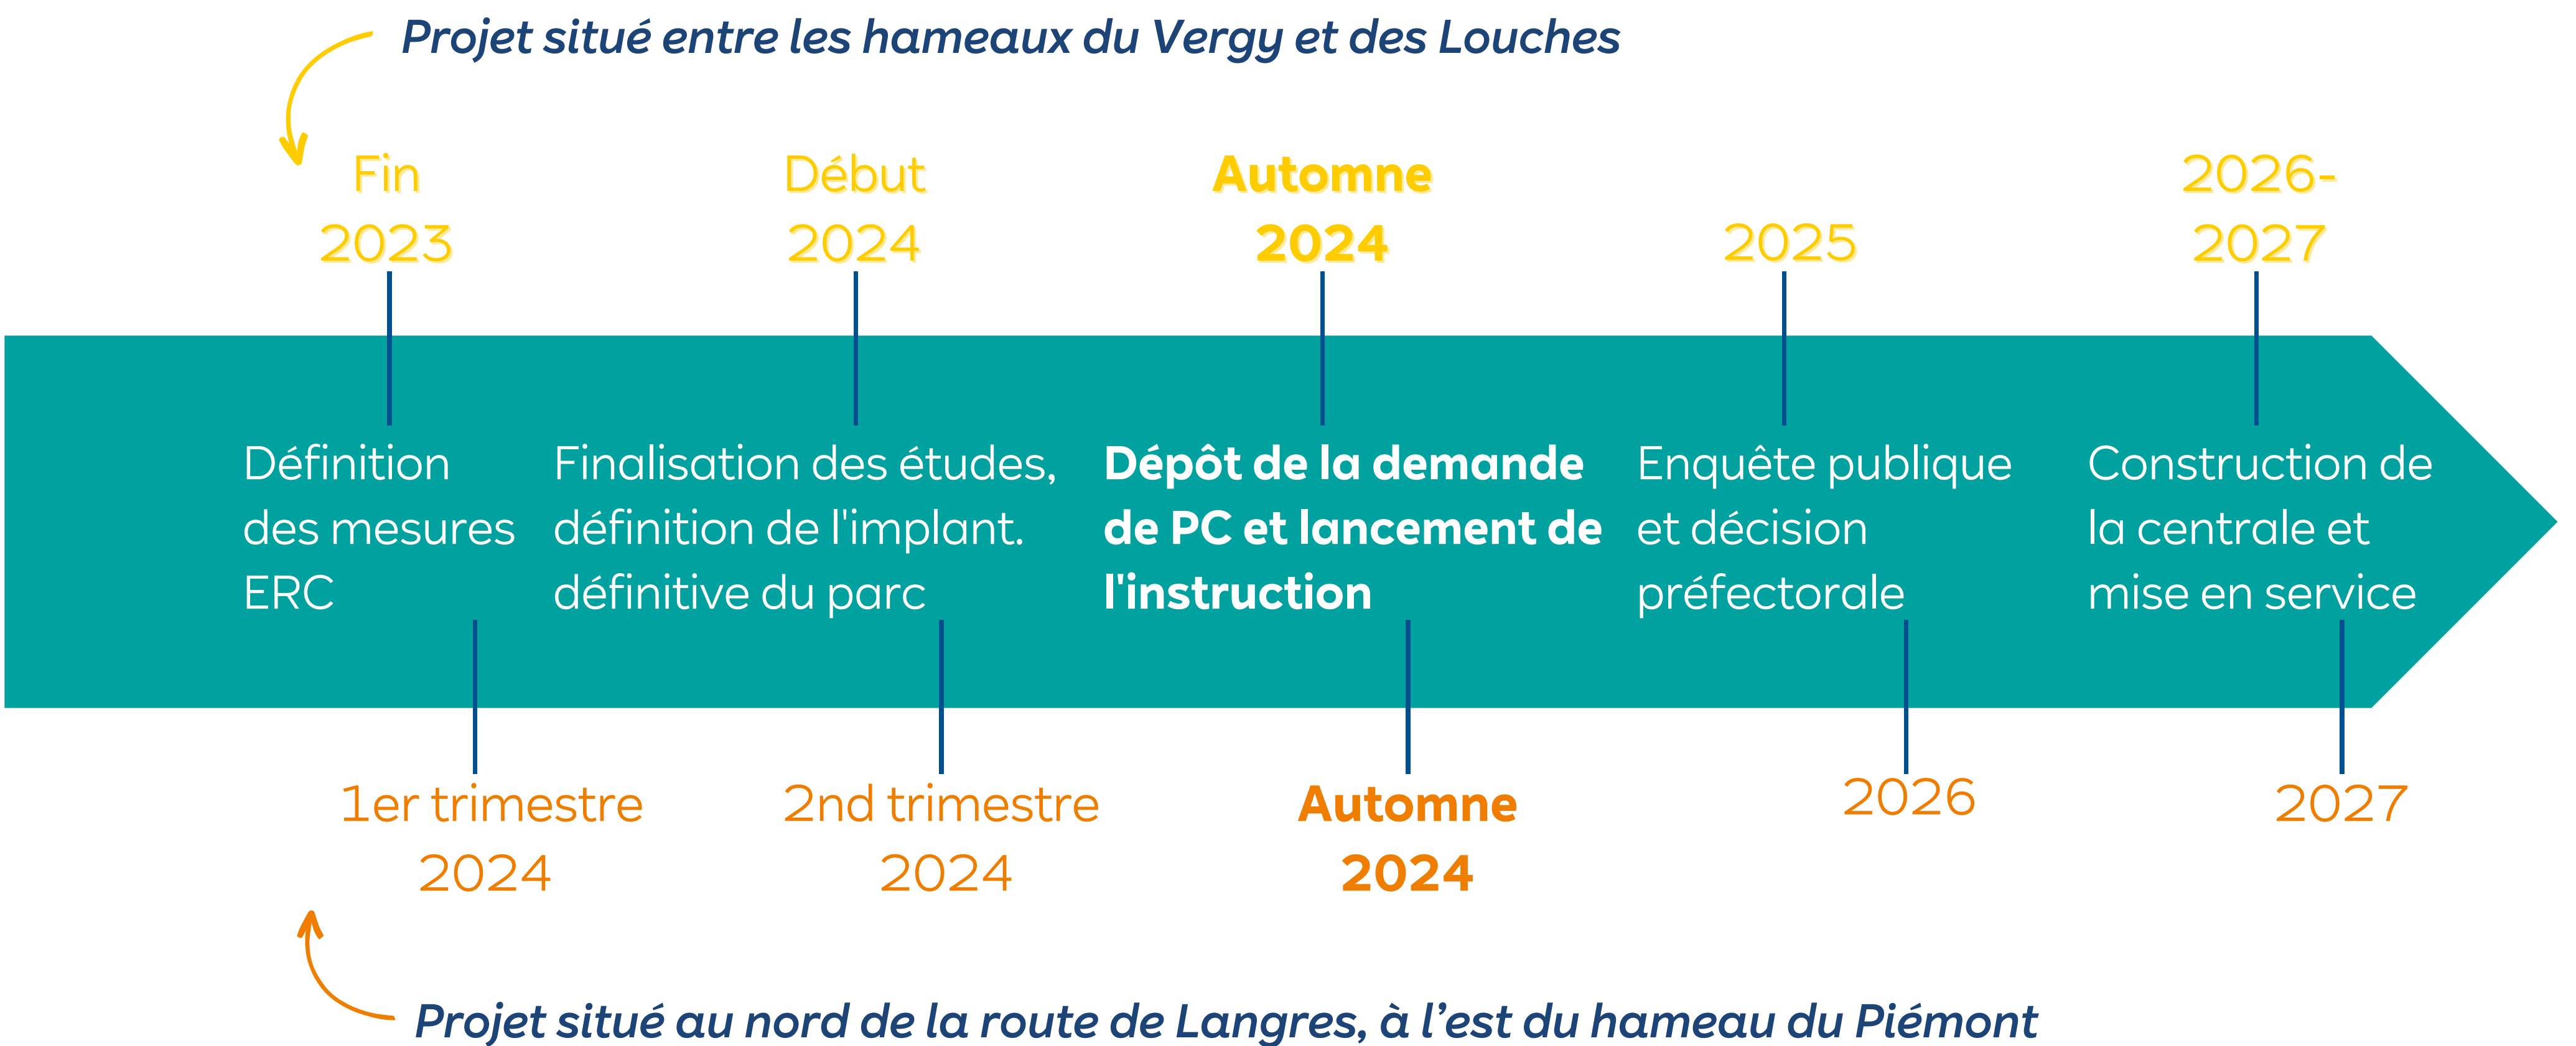 Projet situé entre les hameaux du Vergy et des Louches
Fin
2023
Début
2024
Automne
2024
2025
2026-
2027
Définition
des mesures
ERC
Finalisation des études,
définition de l'implant.
définitive du parc
Dépôt de la demande
de PC et lancement de
l'instruction
Enquête publique
et décision
préfectorale
Construction de
la centrale et
mise en service
1er trimestre
2024
2nd trimestre
2024
Automne
2024
2026
2027
Projet situé au nord de la route de Langres, à l’est du hameau du Piémont